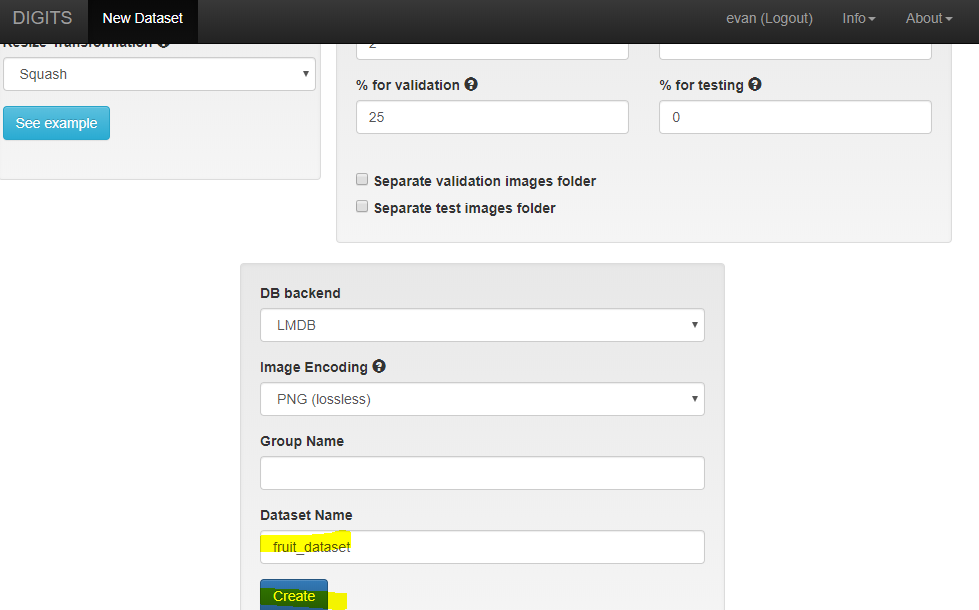 DIGITS New Dataset evan (Logout) Info About
Resize Transformation
Squash
See example
2
% for validation
% for testing
25
0
Separate validation images folder
Separate test images folder
DB backend
LMDB
Image Encoding
PNG (lossless)
Group Name
Dataset Name
fruit_dataset
Create